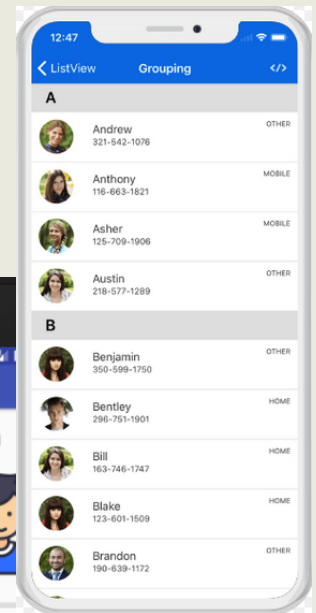 12:47
ListView Grouping </>
A
Andrew OTHER
321-542-1076
Anthony MOBILE
116-663-1821
Asher MOBILE
125-709-1906
Austin OTHER
218-577-1289
B
Benjamin OTHER
350-599-1750
Bentley HOME
296-751-1901
Bill HOME
163-746-1747
Blake HOME
123-601-1509
Brandon OTHER
190-639-1172